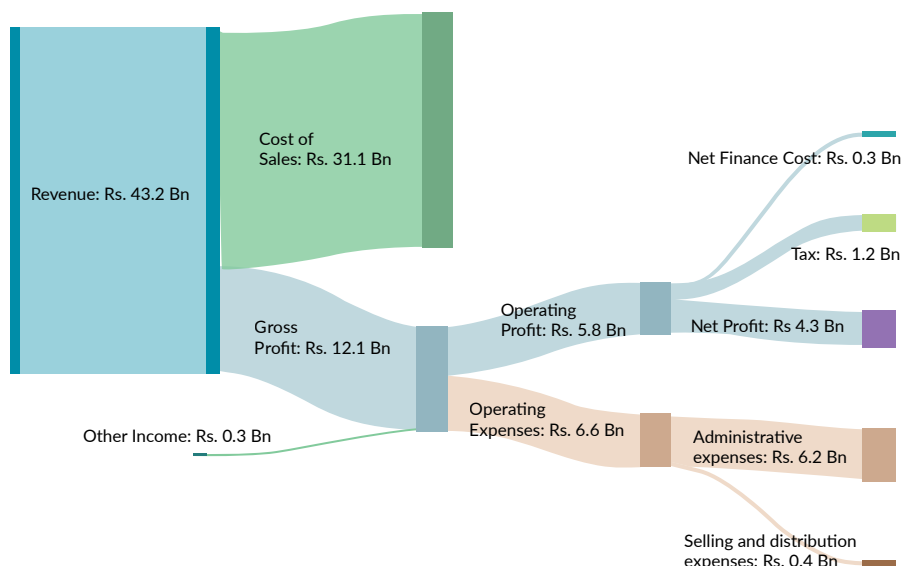 Cost of
Sales: Rs. 31.1 Bn
Net Finance Cost: Rs. 0.3 Bn
Revenue: Rs. 43.2 Bn
Tax: Rs. 1.2 Bn
Operating
Profit: Rs. 5.8 Bn
Gross
Profit: Rs. 12.1 Bn
Net Profit: Rs 4.3 Bn
Operating
Expenses: Rs. 6.6 Bn
Other Income: Rs. 0.3 Bn
Administrative
expenses: Rs. 6.2 Bn
Selling and distribution
expenses: Rs. 0.4 Bn